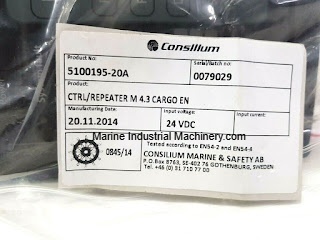 Consilium
Product No:
Serial/Batch no:
5100195-20A
0079029
Product:
CTRL/REPEATER M 4.3 CARGO EN
Manufacturing Date:
Input voltage:
Input voltage:
20.11.2014
24 VDC
Marine Industrial Machinery.com
Tested according to EN54-2 and EN54-4
0845/14
CONSILIUM MARINE & SAFETY AB
P.O.BOX 8763, SE-402 76 GOTHENBURG, SWEDEN
Tel. +46 (0) 31 710 77 00